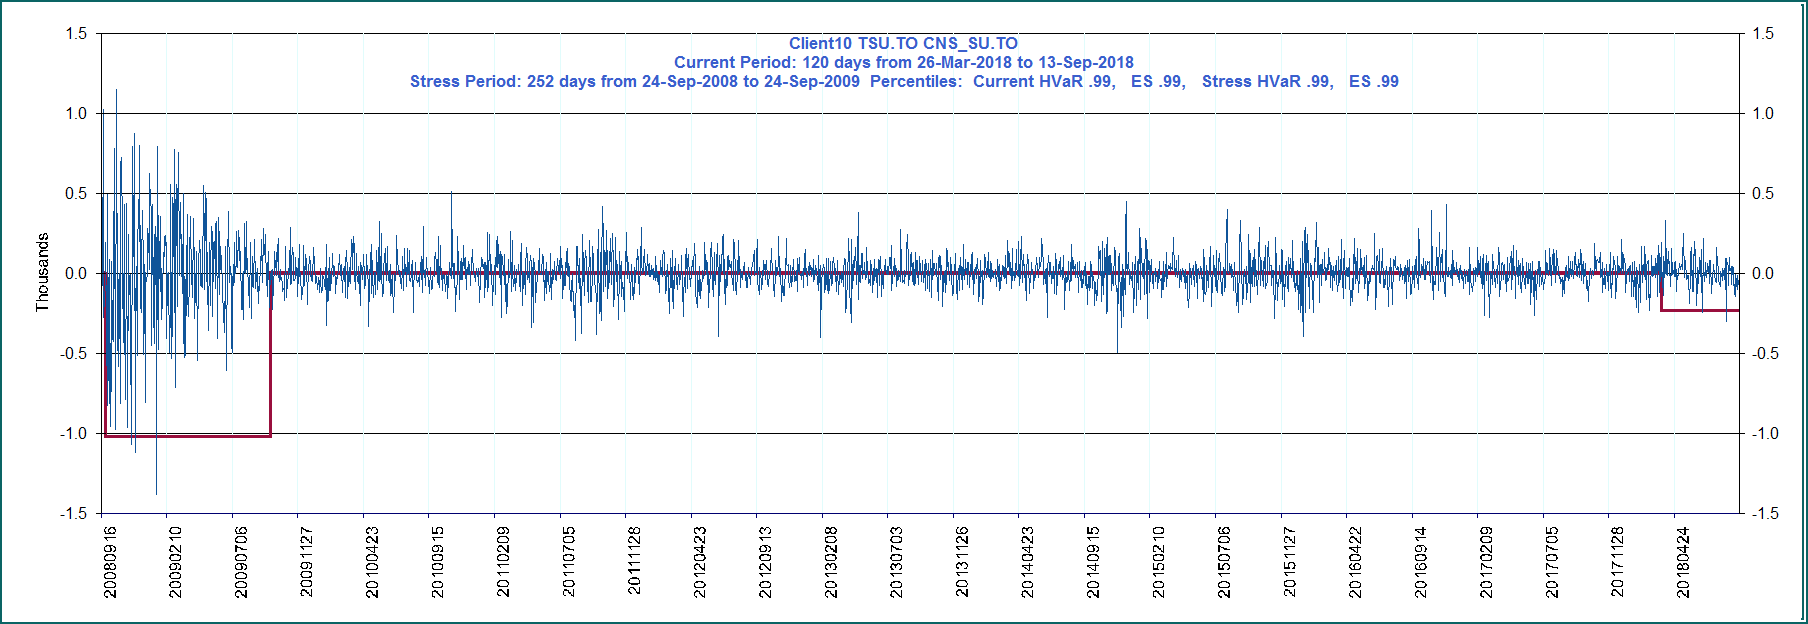 Client10 TSU.TO CNS_SU.TO
Current Period: 120 days from 26-Mar-2018 to 13-Sep-2018
Stress Period: 252 days from 24-Sep-2008 to 24-Sep-2009  Percentiles:  Current HVaR .99,   ES .99,   Stress HVaR .99,   ES .99
1.5 1.5
1.0 1.0
0.5 0.5
0.0 0.0
-0.5 -0.5
-1.0 -1.0
-1.5 -1.5
Thousands
20080916 20090210 20090706 20091127 20100423 20100915 20110209 20110705 20111128 20120423 20120913 20130208 20130703 20131126 20140423 20140915 20150210 20150706 20151127 20160422 20160914 20170209 20170705 20171128 20180424